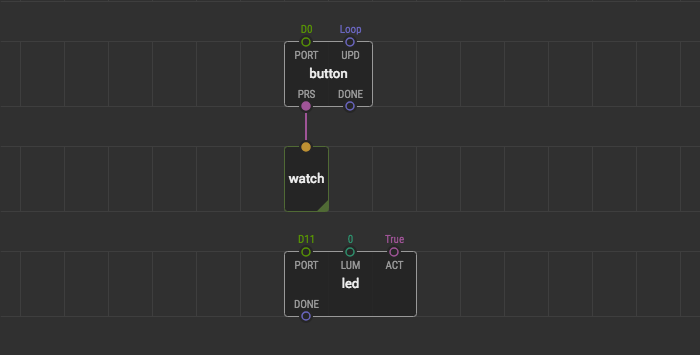 D0 Loop
PORT UPD
button
PRS DONE
watch
D11 0 True
PORT LUM ACT
led
DONE